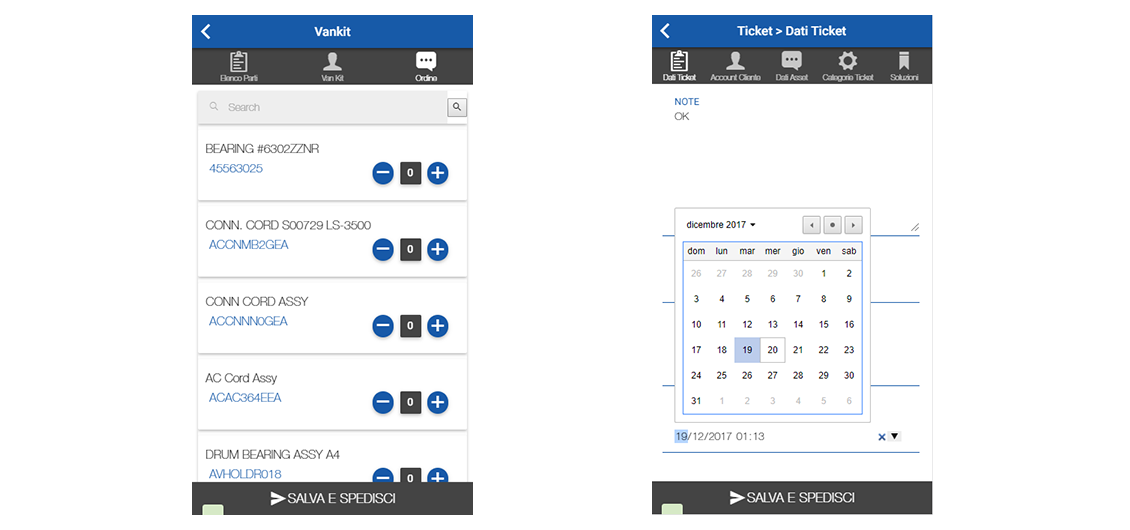 Vankit
Elenco Parti Van Kit Ordine
Search
BEARING #6302ZZNR
45563025
0
CONN. CORD S00729 LS-3500
ACCNMB2GEA
0
CONN CORD ASSY
ACCNNN0GEA
0
AC Cord Assy
ACAC364EEA
0
DRUM BEARING ASSY A4
AVHOLDR018
0
SALVA E SPEDISCI
Ticket > Dati Ticket
Dati Ticket Account Cliente Dati Asset Categorie Ticket Soluzioni
NOTE
OK
dicembre 2017
dom lun mar mer gio ven sab
26 27 28 29 30 1 2
3 4 5 6 7 8 9
10 11 12 13 14 15 16
17 18 19 20 21 22 23
24 25 26 27 28 29 30
31 1 2 3 4 5 6
19/12/2017 01:13
SALVA E SPEDISCI